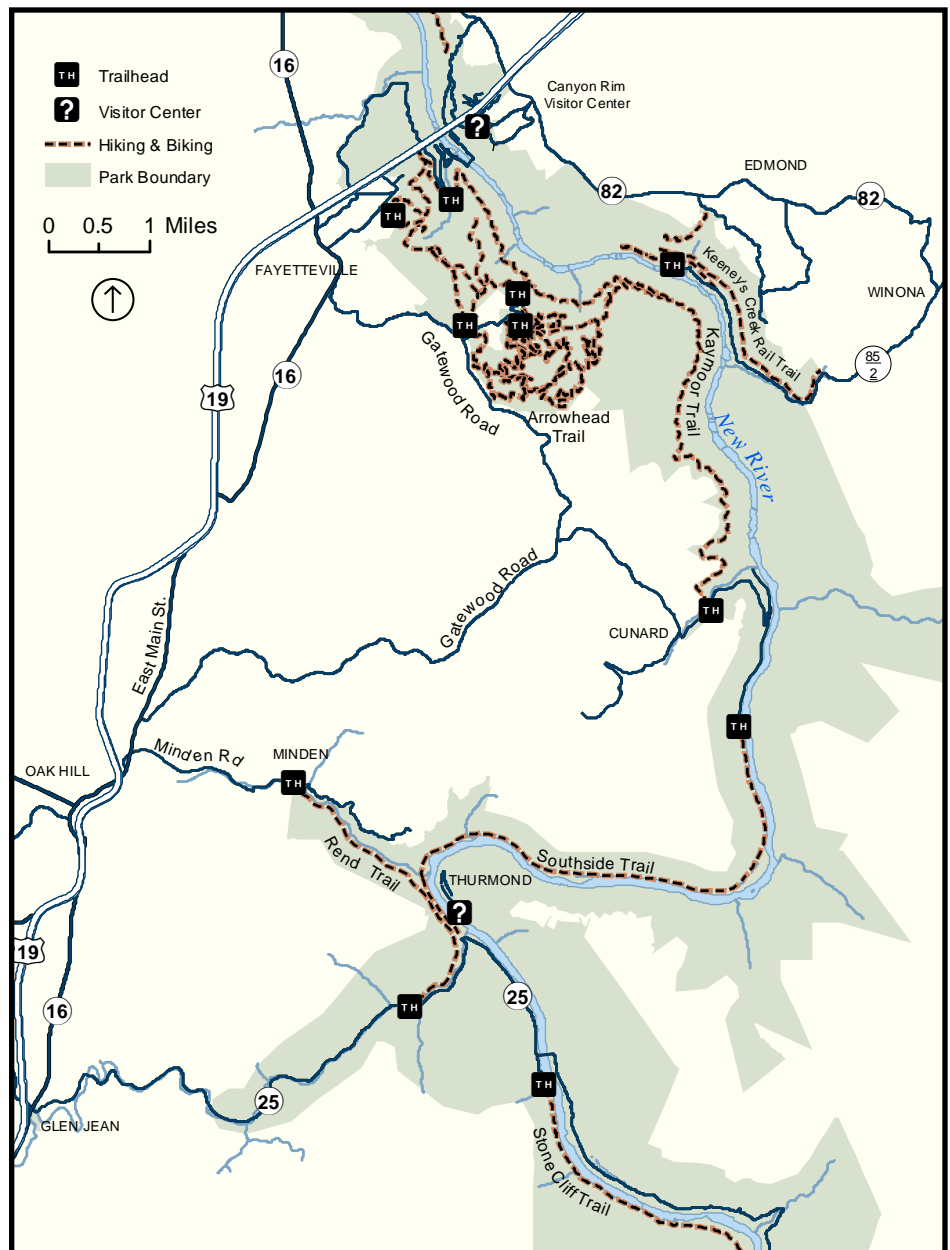 TH Trailhead
? Visitor Center
Hiking & Biking
Park Boundary
0 0.5 1 Miles
16
Canyon Rim
Visitor Center
?
EDMOND
82
82
TH
TH
FAYETTEVILLE
TH
Keeney's Creek Rail Trail
WINONA
TH
TH
TH
Gatewood Road
Kaymoor Trail
85
2
16
19
Arrowhead
Trail
New River
Gatewood Road
East Main St.
TH
CUNARD
TH
Minden Rd
MINDEN
OAK HILL
TH
Rend Trail
Southside Trail
THURMOND
?
19
16
TH
25
TH
25
GLEN JEAN
Stone Cliff Trail